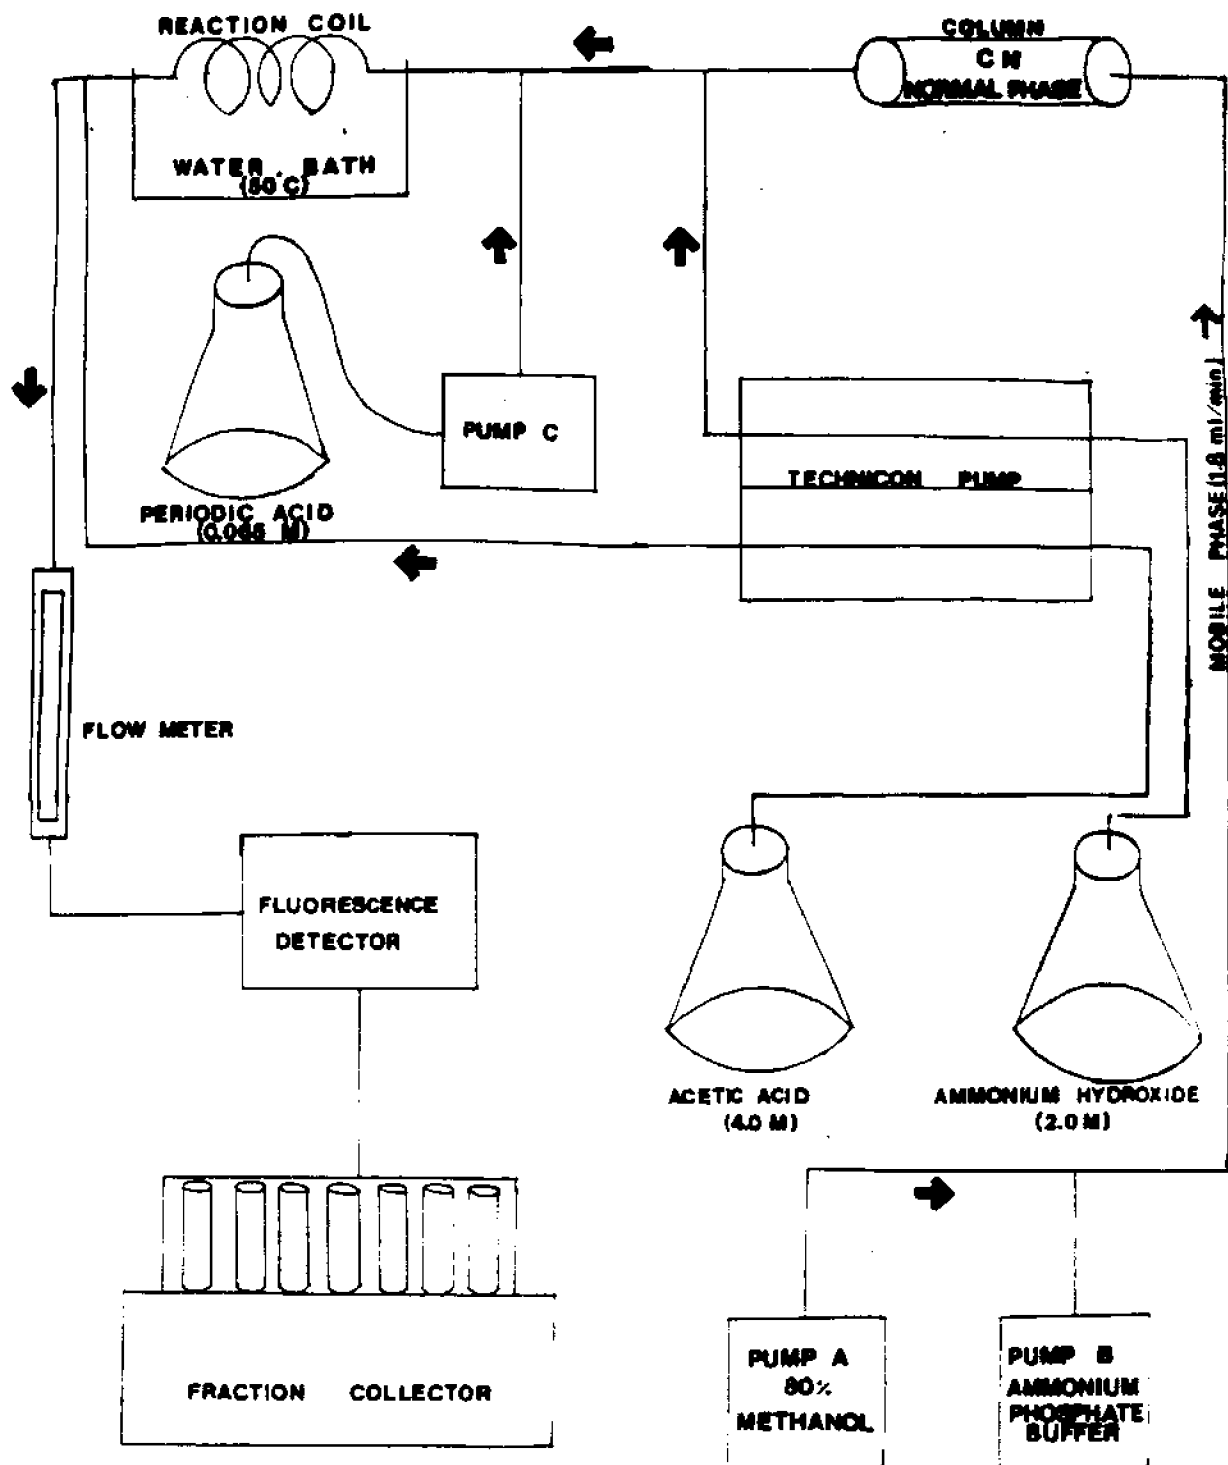 REACTION COIL
COLUMN
CN
NORMAL PHASE
WATER BATH
(50 C)
PUMP C
TECHNICON PUMP
PERIODIC ACID
(0.065 M)
MOBILE PHASE (1.8 ml/min)
FLOW METER
FLUORESCENCE
DETECTOR
ACETIC ACID
(4.0 M)
AMMONIUM HYDROXIDE
(2.0 M)
PUMP A
80%
METHANOL
PUMP B
AMMONIUM
PHOSPHATE
BUFFER
FRACTION COLLECTOR